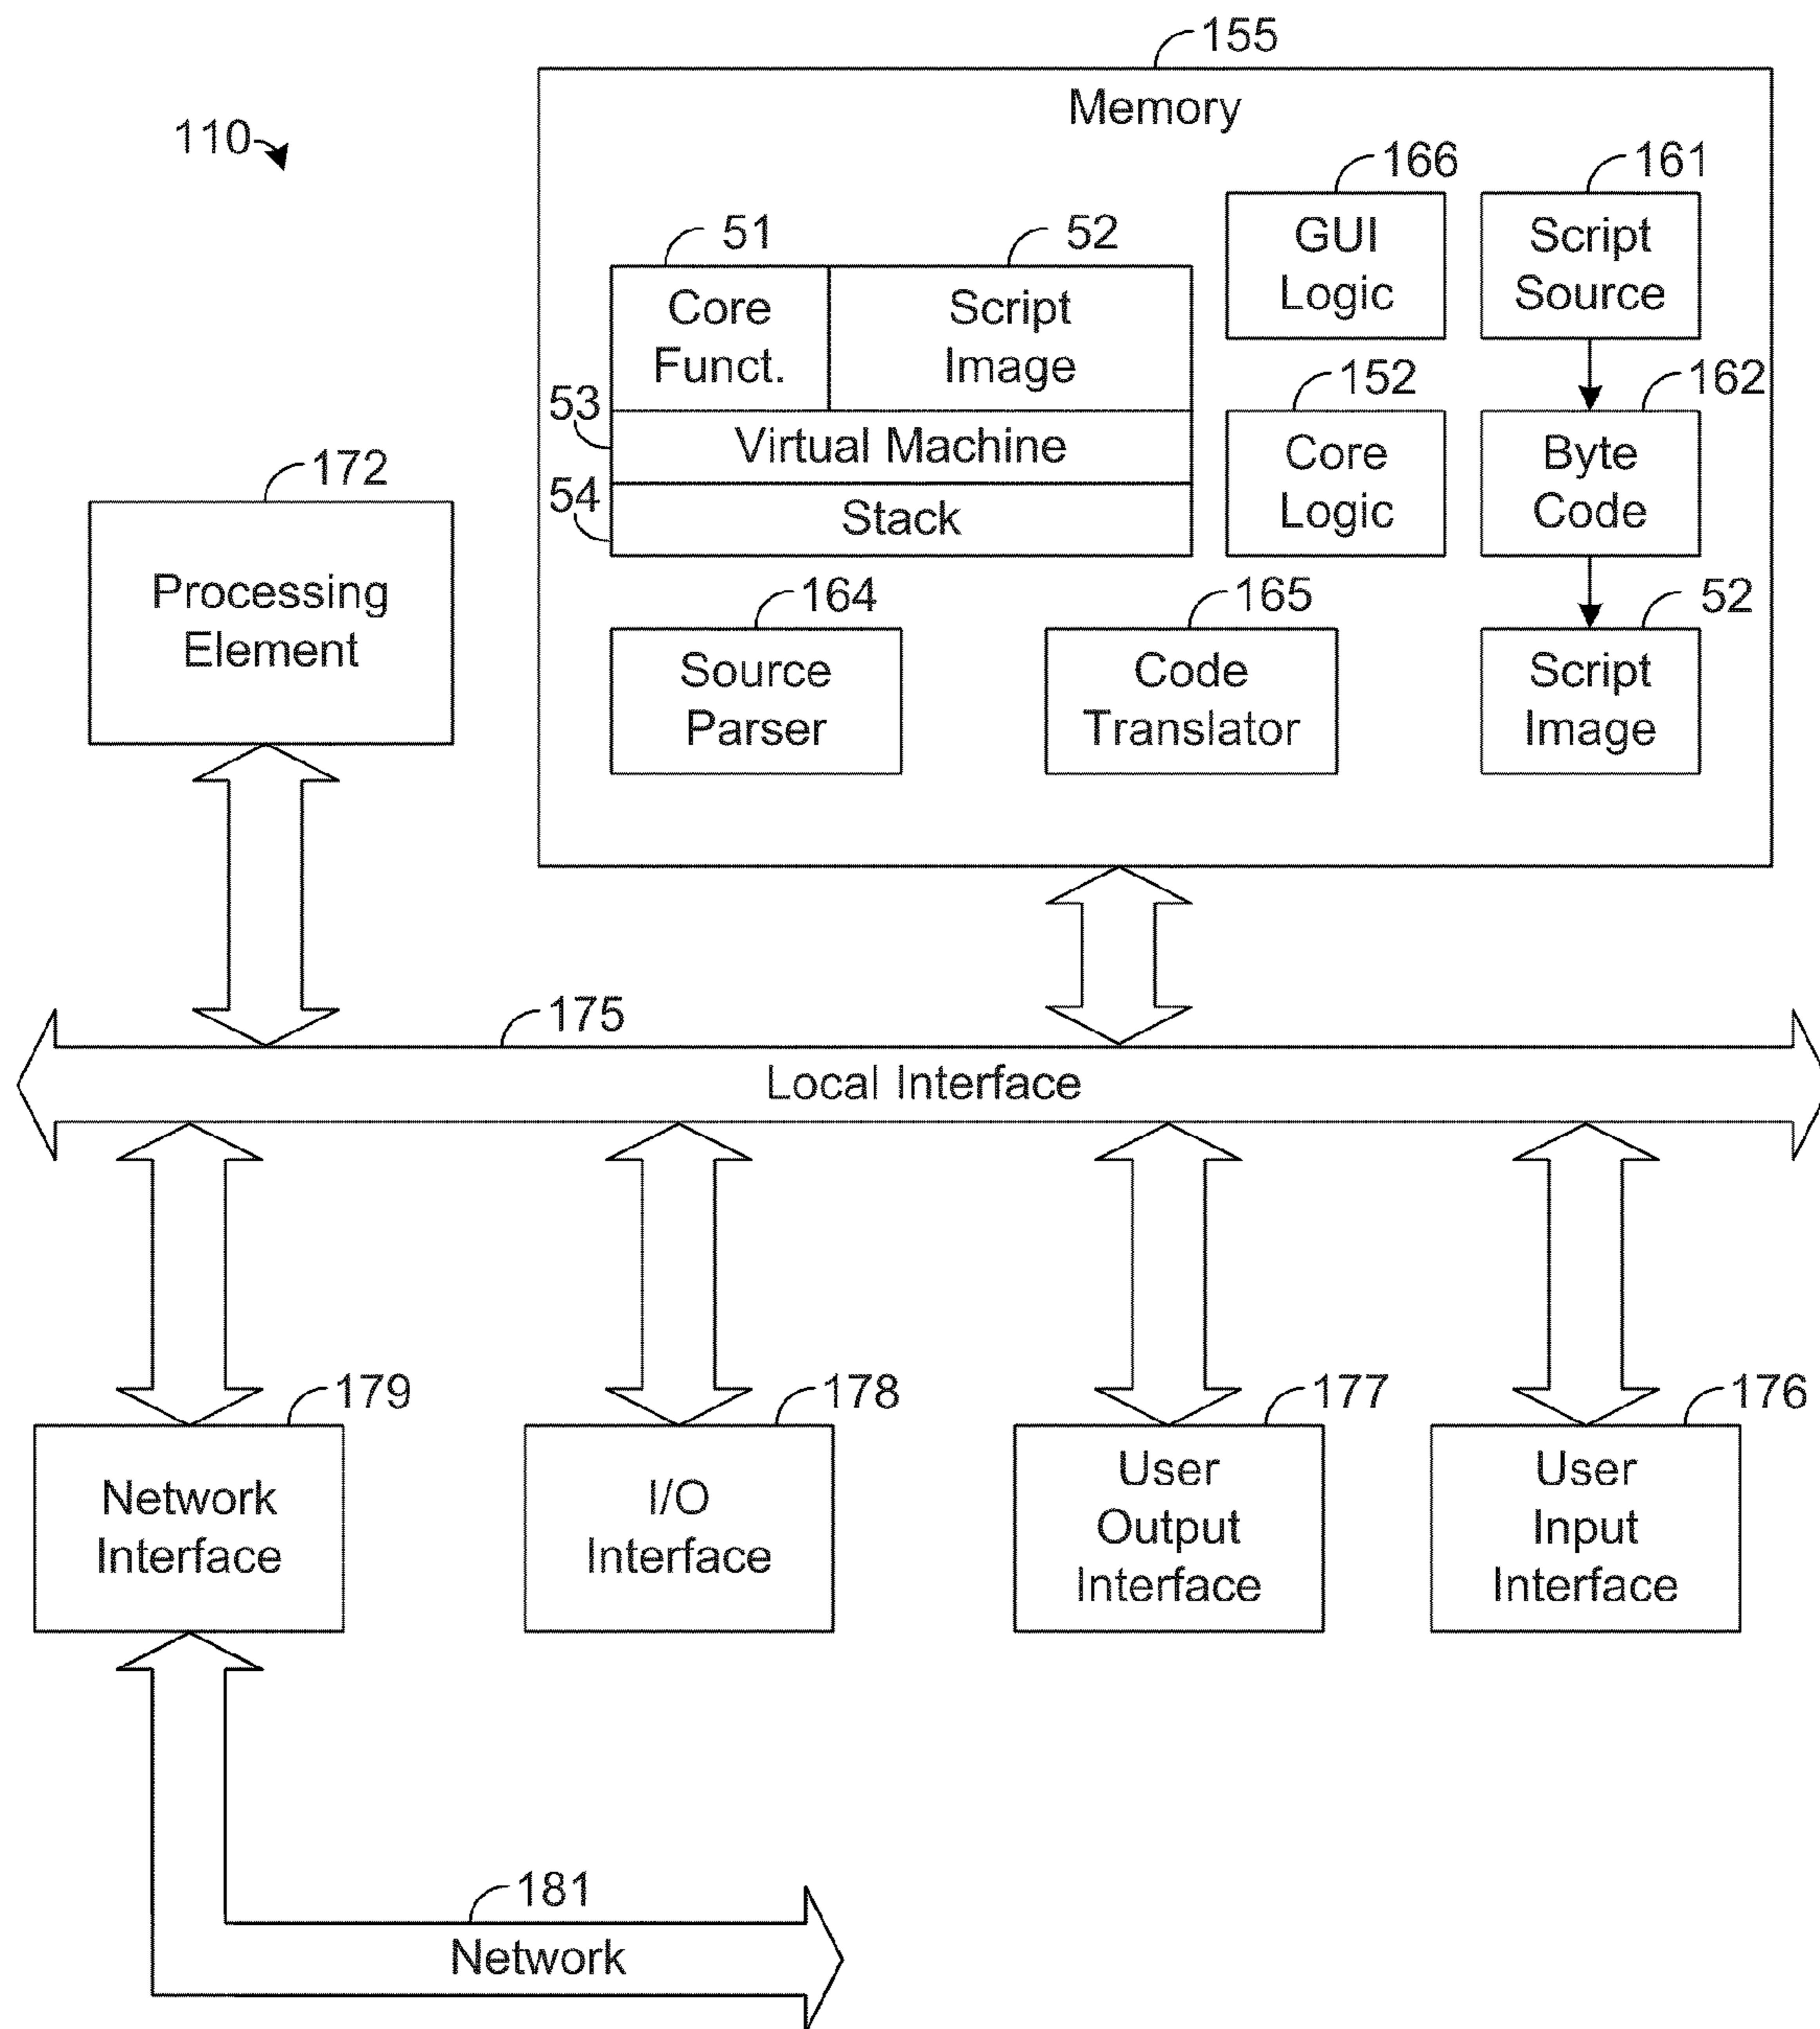 155
Memory
110
166
161
GUI
Logic
Script
Source
51
52
Core
Funct.
Script
Image
152
162
53
Virtual Machine
Core
Logic
Byte
Code
54
Stack
172
Processing
Element
164
165
52
Source
Parser
Code
Translator
Script
Image
175
Local Interface
179
178
177
176
Network
Interface
I/O
Interface
User
Output
Interface
User
Input
Interface
181
Network